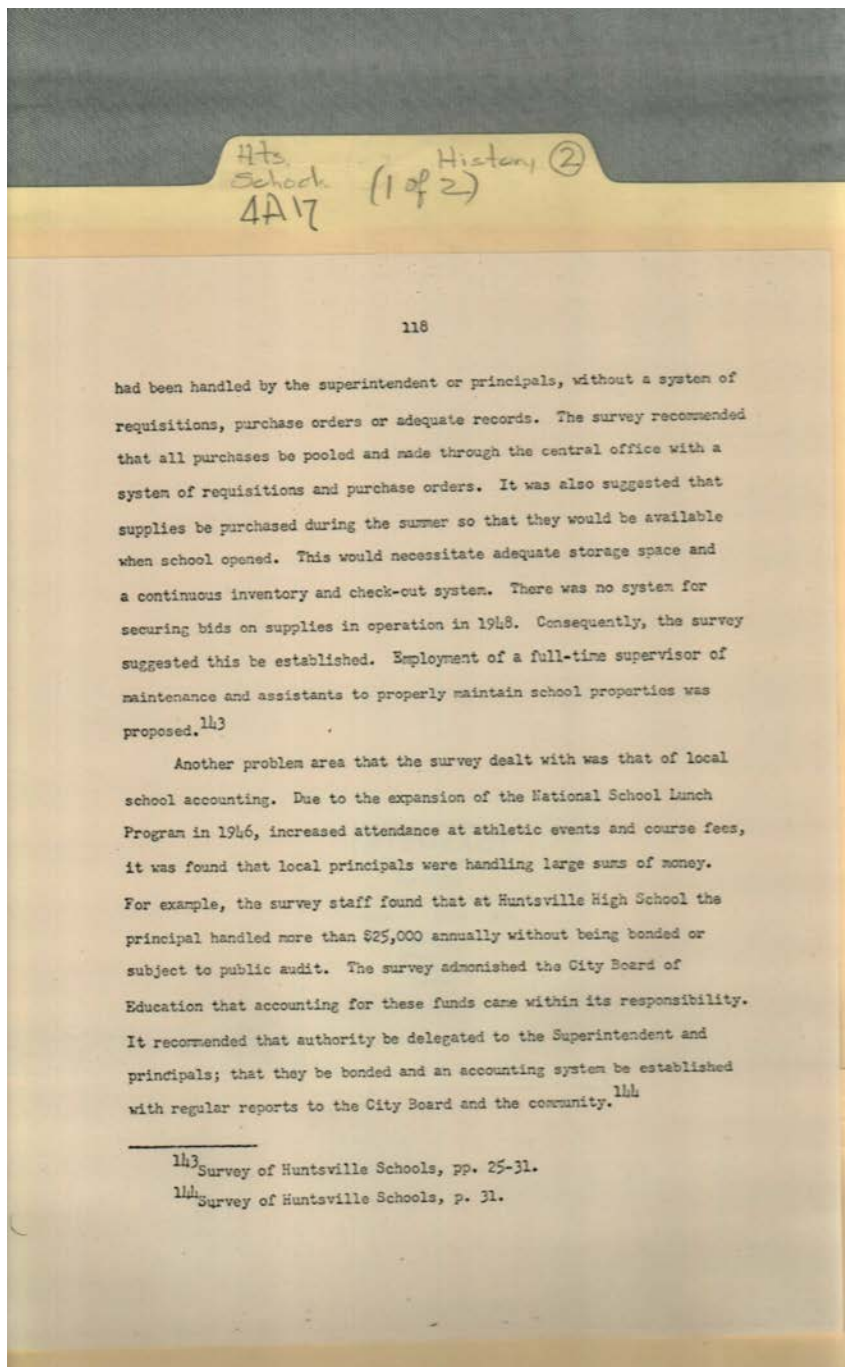 Hts. History ②
School (1 of 2)
4A17
118
had been handled by the superintendent or principals, without a system of
requisitions, purchase orders or adequate records. The survey recommended
that all purchases be pooled and made through the central office with a
system of requisitions and purchase orders. It was also suggested that
supplies be purchased during the summer so that they would be available
when school opened. This would necessitate adequate storage space and
a continuous inventory and check-out system. There was no system for
securing bids on supplies in operation in 1948. Consequently, the survey
suggested this be established. Employment of a full-time supervisor of
maintenance and assistants to properly maintain school properties was
proposed.143
Another problem area that the survey dealt with was that of local
school accounting. Due to the expansion of the National School Lunch
Program in 1946, increased attendance at athletic events and course fees,
it was found that local principals were handling large sums of money.
For example, the survey staff found that at Huntsville High School the
principal handled more than $25,000 annually without being bonded or
subject to public audit. The survey admonished the City Board of
Education that accounting for these funds came within its responsibility.
It recommended that authority be delegated to the Superintendent and
principals; that they be bonded and an accounting system be established
with regular reports to the City Board and the community.144
143Survey of Huntsville Schools, pp. 25-31.
144Survey of Huntsville Schools, p. 31.